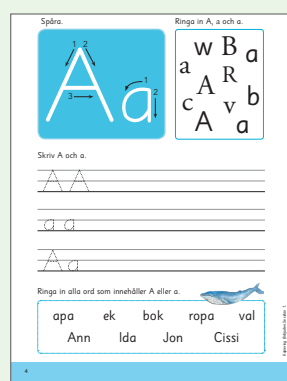 Spåra.
1 2
3
A a
1
2
Ringa in A, a och a.
w B a
a A R
c v b
A a
Skriv A och a.
A A
a a
A a
Ringa in alla ord som innehåller A eller a.
apa ek bok ropa val
Ann Ida Jon Cissi
4